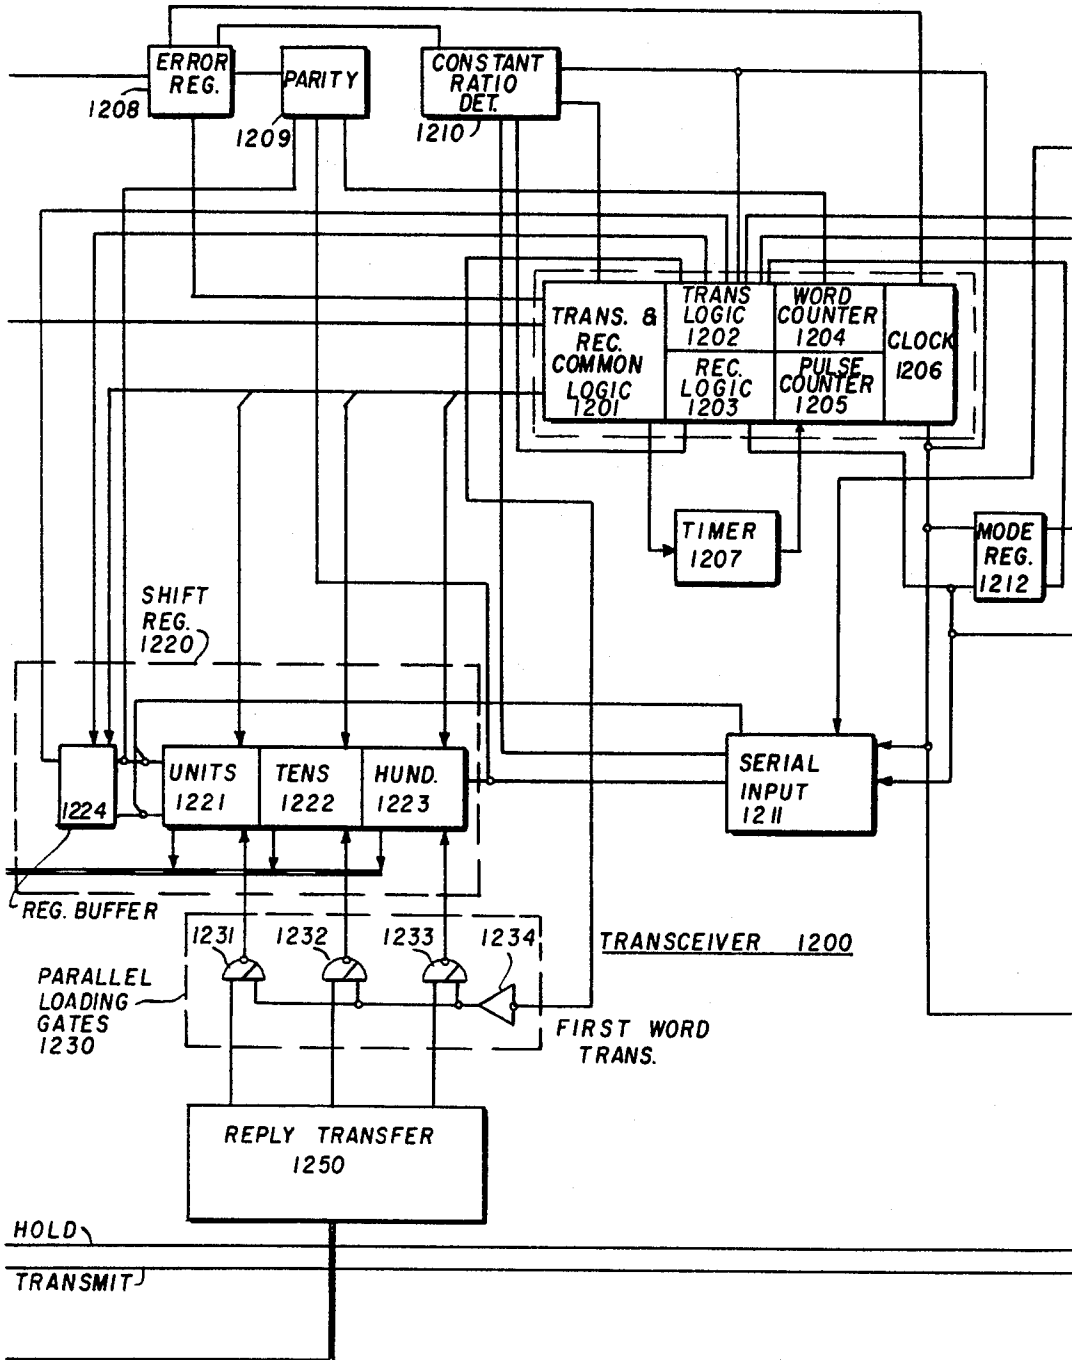 ERROR
REG.
1208
PARITY
1209
CONSTANT
RATIO
DET.
1210
TRANS. &
REC.
COMMON
LOGIC
1201
TRANS
LOGIC
1202
REC.
LOGIC
1203
WORD
COUNTER
1204
PULSE
COUNTER
1205
CLOCK
1206
TIMER
1207
MODE
REG.
1212
SHIFT
REG.
1220
1224
UNITS
1221
TENS
1222
HUND.
1223
SERIAL
INPUT
1211
REG. BUFFER
1231
1232
1233
1234
TRANSCEIVER 1200
PARALLEL
LOADING
GATES
1230
FIRST WORD
TRANS.
REPLY TRANSFER
1250
HOLD
TRANSMIT